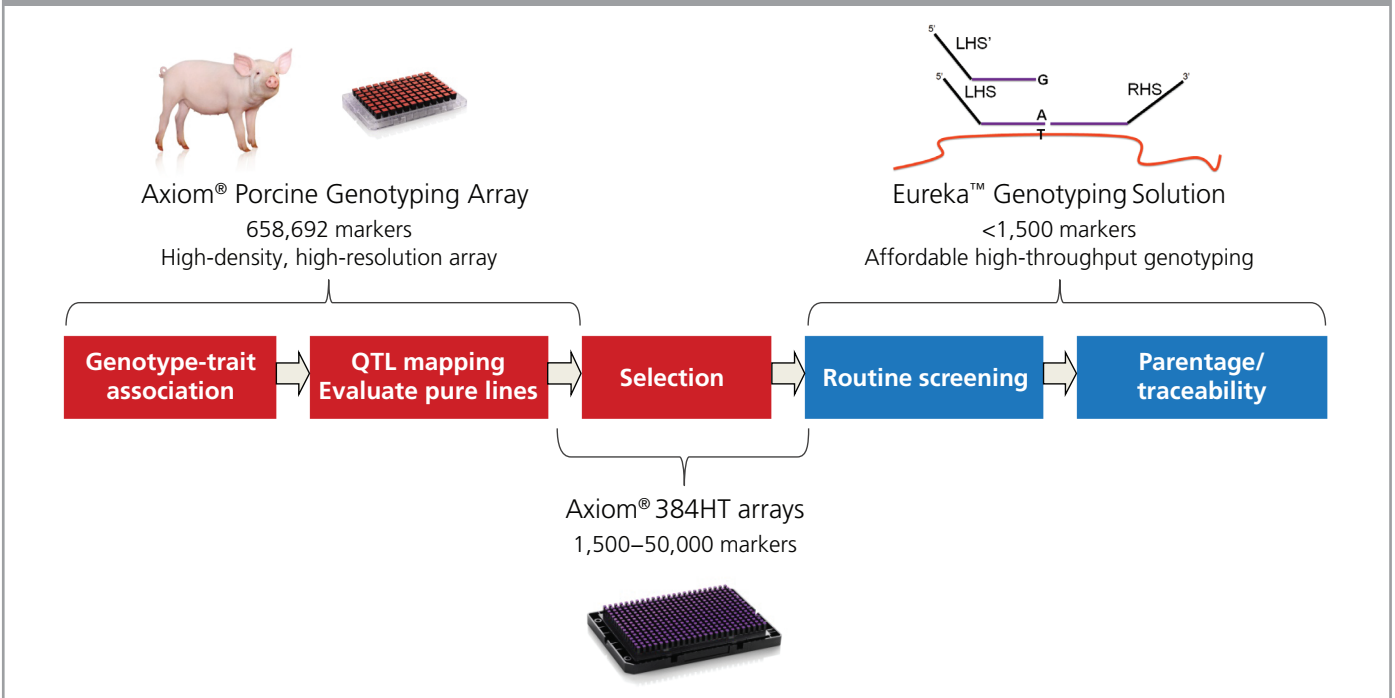 5'
LHS'
G
5'
LHS
RHS
3'
A
T
Axiom® Porcine Genotyping Array
658,692 markers
High-density, high-resolution array
Eureka™ Genotyping Solution
<1,500 markers
Affordable high-throughput genotyping
Genotype-trait
association
QTL mapping
Evaluate pure lines
Selection
Routine screening
Parentage/
traceability
Axiom® 384HT arrays
1,500–50,000 markers